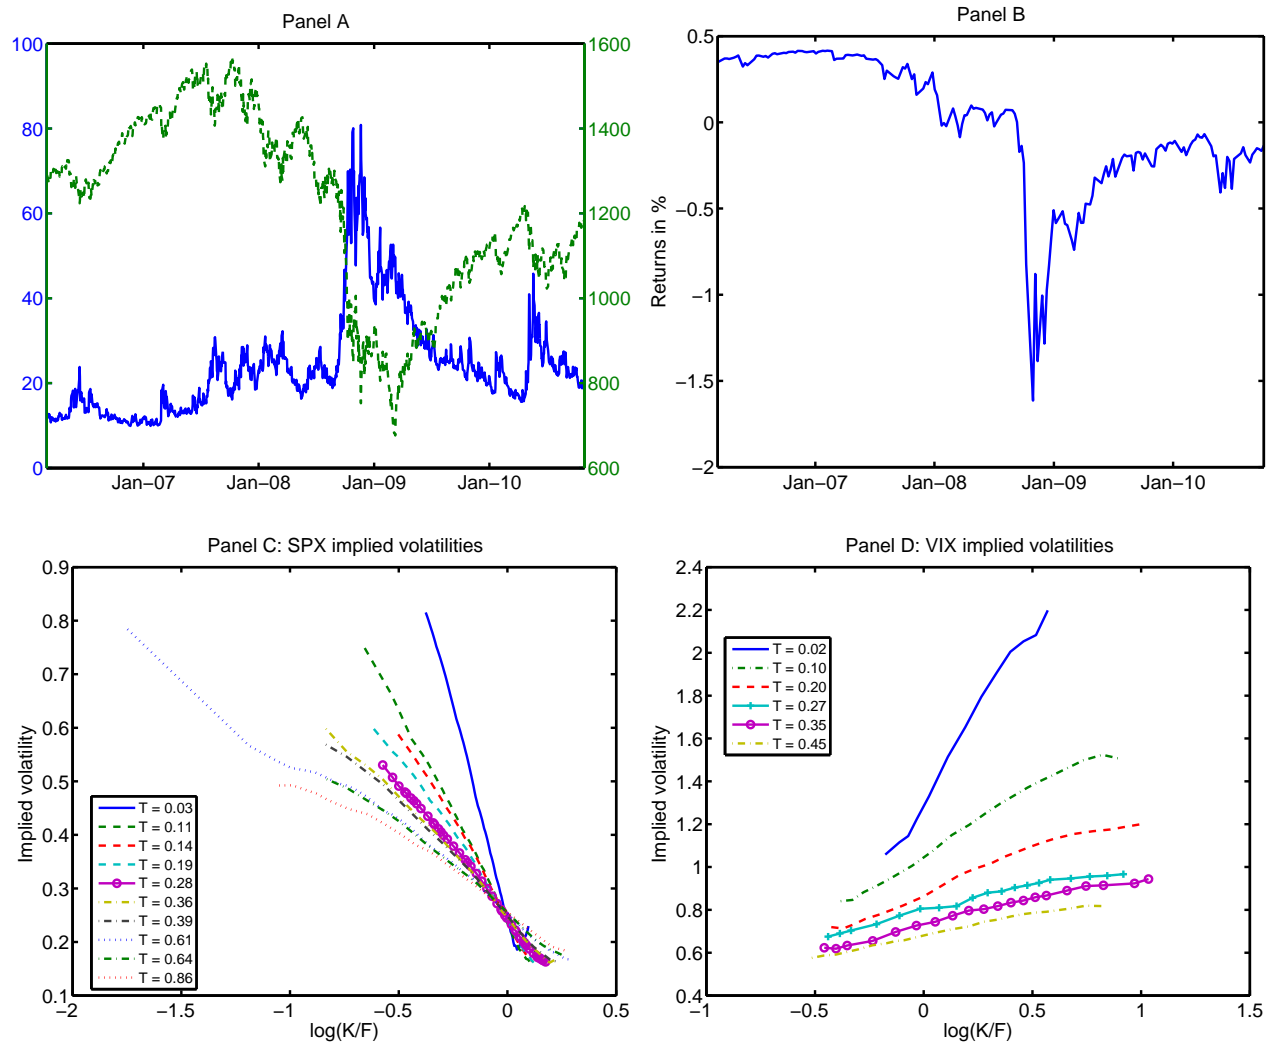 Panel A
100
80
60
40
20
0
1600
1400
1200
1000
800
600
Jan−07
Jan−08
Jan−09
Jan−10
Panel B
Returns in %
0.5
0
−0.5
−1
−1.5
−2
Jan−07
Jan−08
Jan−09
Jan−10
Panel C: SPX implied volatilities
Implied volatility
0.9
0.8
0.7
0.6
0.5
0.4
0.3
0.2
0.1
T = 0.03
T = 0.11
T = 0.14
T = 0.19
T = 0.28
T = 0.36
T = 0.39
T = 0.61
T = 0.64
T = 0.86
−2
−1.5
−1
−0.5
0
0.5
log(K/F)
Panel D: VIX implied volatilities
Implied volatility
2.4
2.2
2
1.8
1.6
1.4
1.2
1
0.8
0.6
0.4
T = 0.02
T = 0.10
T = 0.20
T = 0.27
T = 0.35
T = 0.45
−1
−0.5
0
0.5
1
1.5
log(K/F)